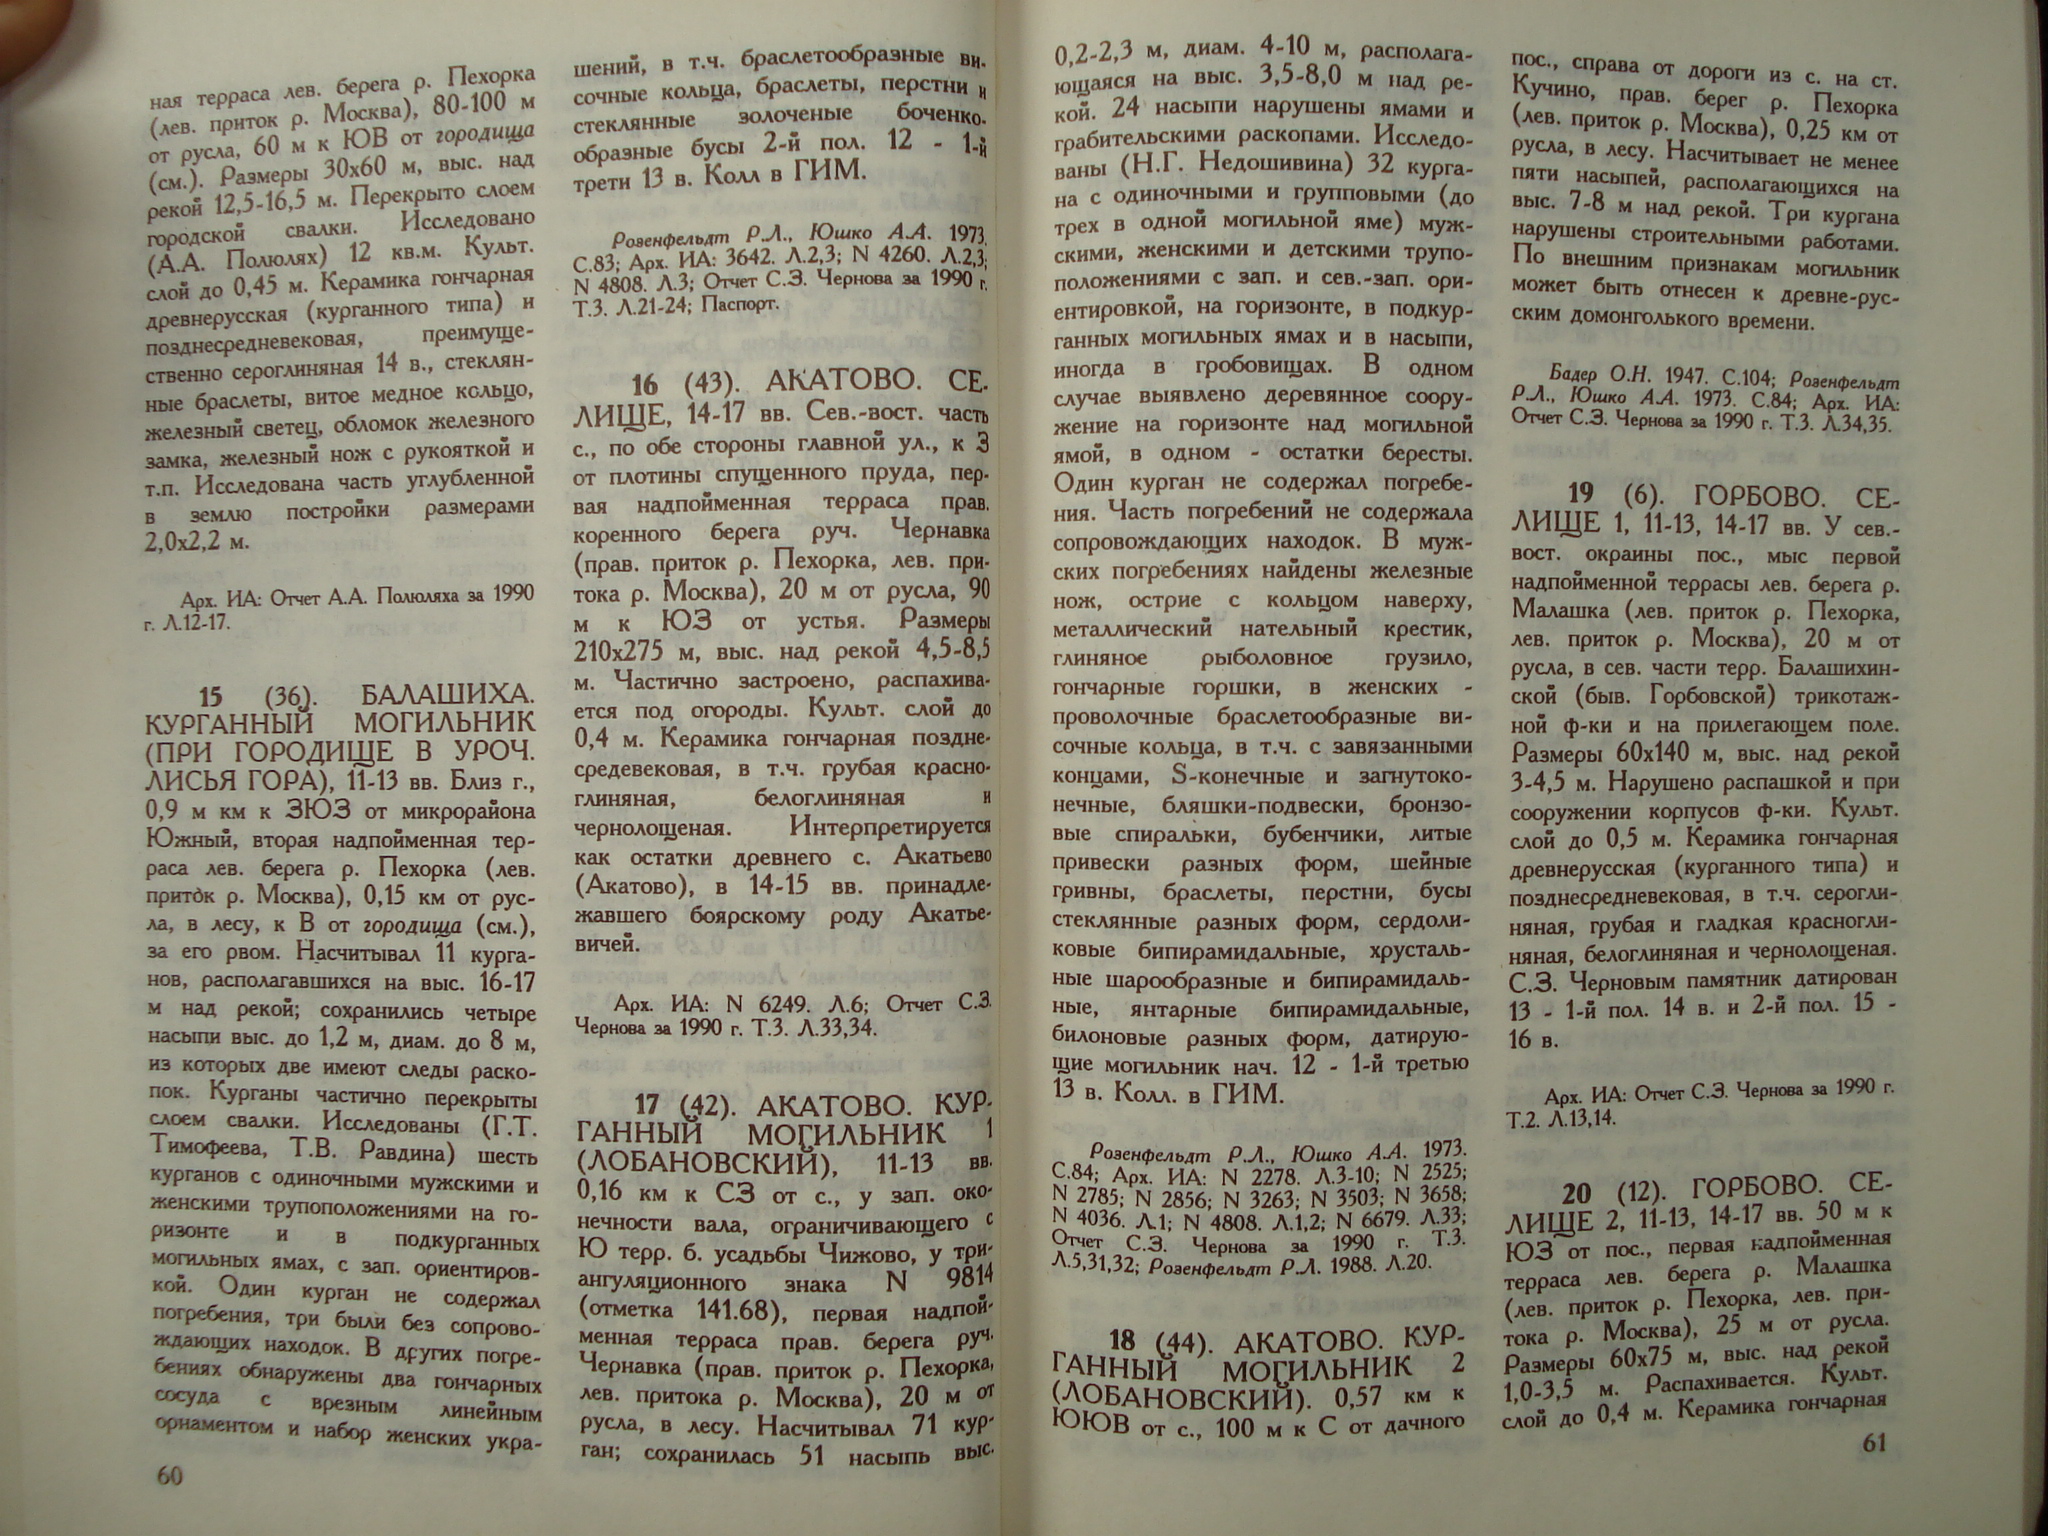 ная терраса лев. берега р. Пехорка
(лев. приток р. Москва), 80-100 м
от русла, 60 м к ЮВ от городища
(см.). Размеры 30х60 м, выс. над
рекой 12,5-16,5 м. Перекрыто слоем
городской свалки. Исследовано
(А.А. Полюлях) 12 кв.м. Культ.
слой до 0,45 м. Керамика гончарная
древнерусская (курганного типа) и
позднесредневековая, преимуще-
ственно сероглиняная 14 в., стеклян-
ные браслеты, витое медное кольцо,
железный светец, обломок железного
замка, железный нож с рукояткой и
т.п. Исследована часть углубленной
в землю постройки размерами
2,0х2,2 м.
Арх. ИА: Отчет А.А. Полюляха за 1990
г. Л.12-17.
15 (36). БАЛАШИХА.
КУРГАННЫЙ МОГИЛЬНИК
(ПРИ ГОРОДИЩЕ В УРОЧ.
ЛИСЬЯ ГОРА), 11-13 вв. Близ г.,
0,9 м км к ЗЮЗ от микрорайона
Южный, вторая надпойменная тер-
раса лев. берега р. Пехорка (лев.
приток р. Москва), 0,15 км от рус-
ла, в лесу, к В от городища (см.),
за его рвом. Насчитывал 11 курга-
нов, располагавшихся на выс. 16-17
м над рекой; сохранились четыре
насыпи выс. до 1,2 м, диам. до 8 м,
из которых две имеют следы раско-
пок. Курганы частично перекрыты
слоем свалки. Исследованы (Г.Т.
Тимофеева, Т.В. Равдина) шесть
курганов с одиночными мужскими и
женскими трупоположениями на го-
ризонте и в подкурганных
могильных ямах, с зап. ориентиров-
кой. Один курган не содержал
погребения, три были без сопрово-
ждающих находок. В других погре-
бениях обнаружены два гончарных
сосуда с врезным линейным
орнаментом и набор женских укра-
60
шений, в т.ч. браслетообразные ви-
сочные кольца, браслеты, перстни и
стеклянные золоченые боченко-
образные бусы 2-й пол. 12 - 1-й
трети 13 в. Колл в ГИМ.
Розенфельдт Р.Л., Юшко А.А. 1973.
С.83; Арх. ИА: 3642. Л.2,3; N 4260. Л.2,3;
N 4808. Л.3; Отчет С.З. Чернова за 1990 г.
Т.3. Л.21-24; Паспорт.
16 (43). АКАТОВО. СЕ-
ЛИЩЕ, 14-17 вв. Сев.-вост. часть
с., по обе стороны главной ул., к З
от плотины спущенного пруда, пер-
вая надпойменная терраса прав.
коренного берега руч. Чернавка
(прав. приток р. Пехорка, лев. при-
тока р. Москва), 20 м от русла, 90
м к ЮЗ от устья. Размеры
210х275 м, выс. над рекой 4,5-8,5
м. Частично застроено, распахива-
ется под огороды. Культ. слой до
0,4 м. Керамика гончарная поздне-
средевековая, в т.ч. грубая красно-
глиняная, белоглиняная и
чернолощеная. Интерпретируется
как остатки древнего с. Акатьево
(Акатово), в 14-15 вв. принадле-
жавшего боярскому роду Акатье-
вичей.
Арх. ИА: N 6249. Л.6; Отчет С.З.
Чернова за 1990 г. Т.3. Л.33,34.
17 (42). АКАТОВО. КУР-
ГАННЫЙ МОГИЛЬНИК 1
(ЛОБАНОВСКИЙ), 11-13 вв.
0,16 км к СЗ от с., у зап. око-
нечности вала, ограничивающего с
Ю терр. б. усадьбы Чижово, у три-
ангуляционного знака N 9814
(отметка 141.68), первая надпой-
менная терраса прав. берега руч.
Чернавка (прав. приток р. Пехорка,
лев. притока р. Москва), 20 м от
русла, в лесу. Насчитывал 71 кур-
ган; сохранилась 51 насыпь выс.
0,2-2,3 м, диам. 4-10 м, располага-
ющаяся на выс. 3,5-8,0 м над ре-
кой. 24 насыпи нарушены ямами и
грабительскими раскопами. Исследо-
ваны (Н.Г. Недошивина) 32 курга-
на с одиночными и групповыми (до
трех в одной могильной яме) муж-
скими, женскими и детскими трупо-
положениями с зап. и сев.-зап. ори-
ентировкой, на горизонте, в подкур-
ганных могильных ямах и в насыпи,
иногда в гробовищах. В одном
случае выявлено деревянное соору-
жение на горизонте над могильной
ямой, в одном - остатки бересты.
Один курган не содержал погребе-
ния. Часть погребений не содержала
сопровождающих находок. В муж-
ских погребениях найдены железные
нож, острие с кольцом наверху,
металлический нательный крестик,
глиняное рыболовное грузило,
гончарные горшки, в женских -
проволочные браслетообразные ви-
сочные кольца, в т.ч. с завязанными
концами, S-конечные и загнутоко-
нечные, бляшки-подвески, бронзо-
вые спиральки, бубенчики, литые
привески разных форм, шейные
гривны, браслеты, перстни, бусы
стеклянные разных форм, сердоли-
ковые бипирамидальные, хрусталь-
ные шарообразные и бипирамидаль-
ные, янтарные бипирамидальные,
билоновые разных форм, датирую-
щие могильник нач. 12 - 1-й третью
13 в. Колл. в ГИМ.
Розенфельдт Р.Л., Юшко А.А. 1973.
С.84; Арх. ИА: N 2278. Л.3-10; N 2525;
N 2785; N 2856; N 3263; N 3503; N 3658;
N 4036. Л.1; N 4808. Л.1,2; N 6679. Л.33;
Отчет С.З. Чернова за 1990 г. Т.3.
Л.5,31,32; Розенфельдт Р.Л. 1988. Л.20.
18 (44). АКАТОВО. КУР-
ГАННЫЙ МОГИЛЬНИК 2
(ЛОБАНОВСКИЙ). 0,57 км к
ЮЮВ от с., 100 м к С от дачного
пос., справа от дороги из с. на ст.
Кучино, прав. берег р. Пехорка
(лев. приток р. Москва), 0,25 км от
русла, в лесу. Насчитывает не менее
пяти насыпей, располагающихся на
выс. 7-8 м над рекой. Три кургана
нарушены строительными работами.
По внешним признакам могильник
может быть отнесен к древне-рус-
ским домонголького времени.
Бадер О.Н. 1947. С.104; Розенфельдт
Р.Л., Юшко А.А. 1973. С.84; Арх. ИА:
Отчет С.З. Чернова за 1990 г. Т.3. Л.34,35.
19 (6). ГОРБОВО. СЕ-
ЛИЩЕ 1, 11-13, 14-17 вв. У сев.-
вост. окраины пос., мыс первой
надпойменной террасы лев. берега р.
Малашка (лев. приток р. Пехорка,
лев. приток р. Москва), 20 м от
русла, в сев. части терр. Балашихин-
ской (быв. Горбовской) трикотаж-
ной ф-ки и на прилегающем поле.
Размеры 60х140 м, выс. над рекой
3-4,5 м. Нарушено распашкой и при
сооружении корпусов ф-ки. Культ.
слой до 0,5 м. Керамика гончарная
древнерусская (курганного типа) и
позднесредневековая, в т.ч. серогли-
няная, грубая и гладкая красногли-
няная, белоглиняная и чернолощеная.
С.З. Черновым памятник датирован
13 - 1-й пол. 14 в. и 2-й пол. 15 -
16 в.
Арх. ИА: Отчет С.З. Чернова за 1990 г.
Т.2. Л.13,14.
20 (12). ГОРБОВО. СЕ-
ЛИЩЕ 2, 11-13, 14-17 вв. 50 м к
ЮЗ от пос., первая надпойменная
терраса лев. берега р. Малашка
(лев. приток р. Пехорка, лев. при-
тока р. Москва), 25 м от русла.
Размеры 60х75 м, выс. над рекой
1,0-3,5 м. Распахивается. Культ.
слой до 0,4 м. Керамика гончарная
61